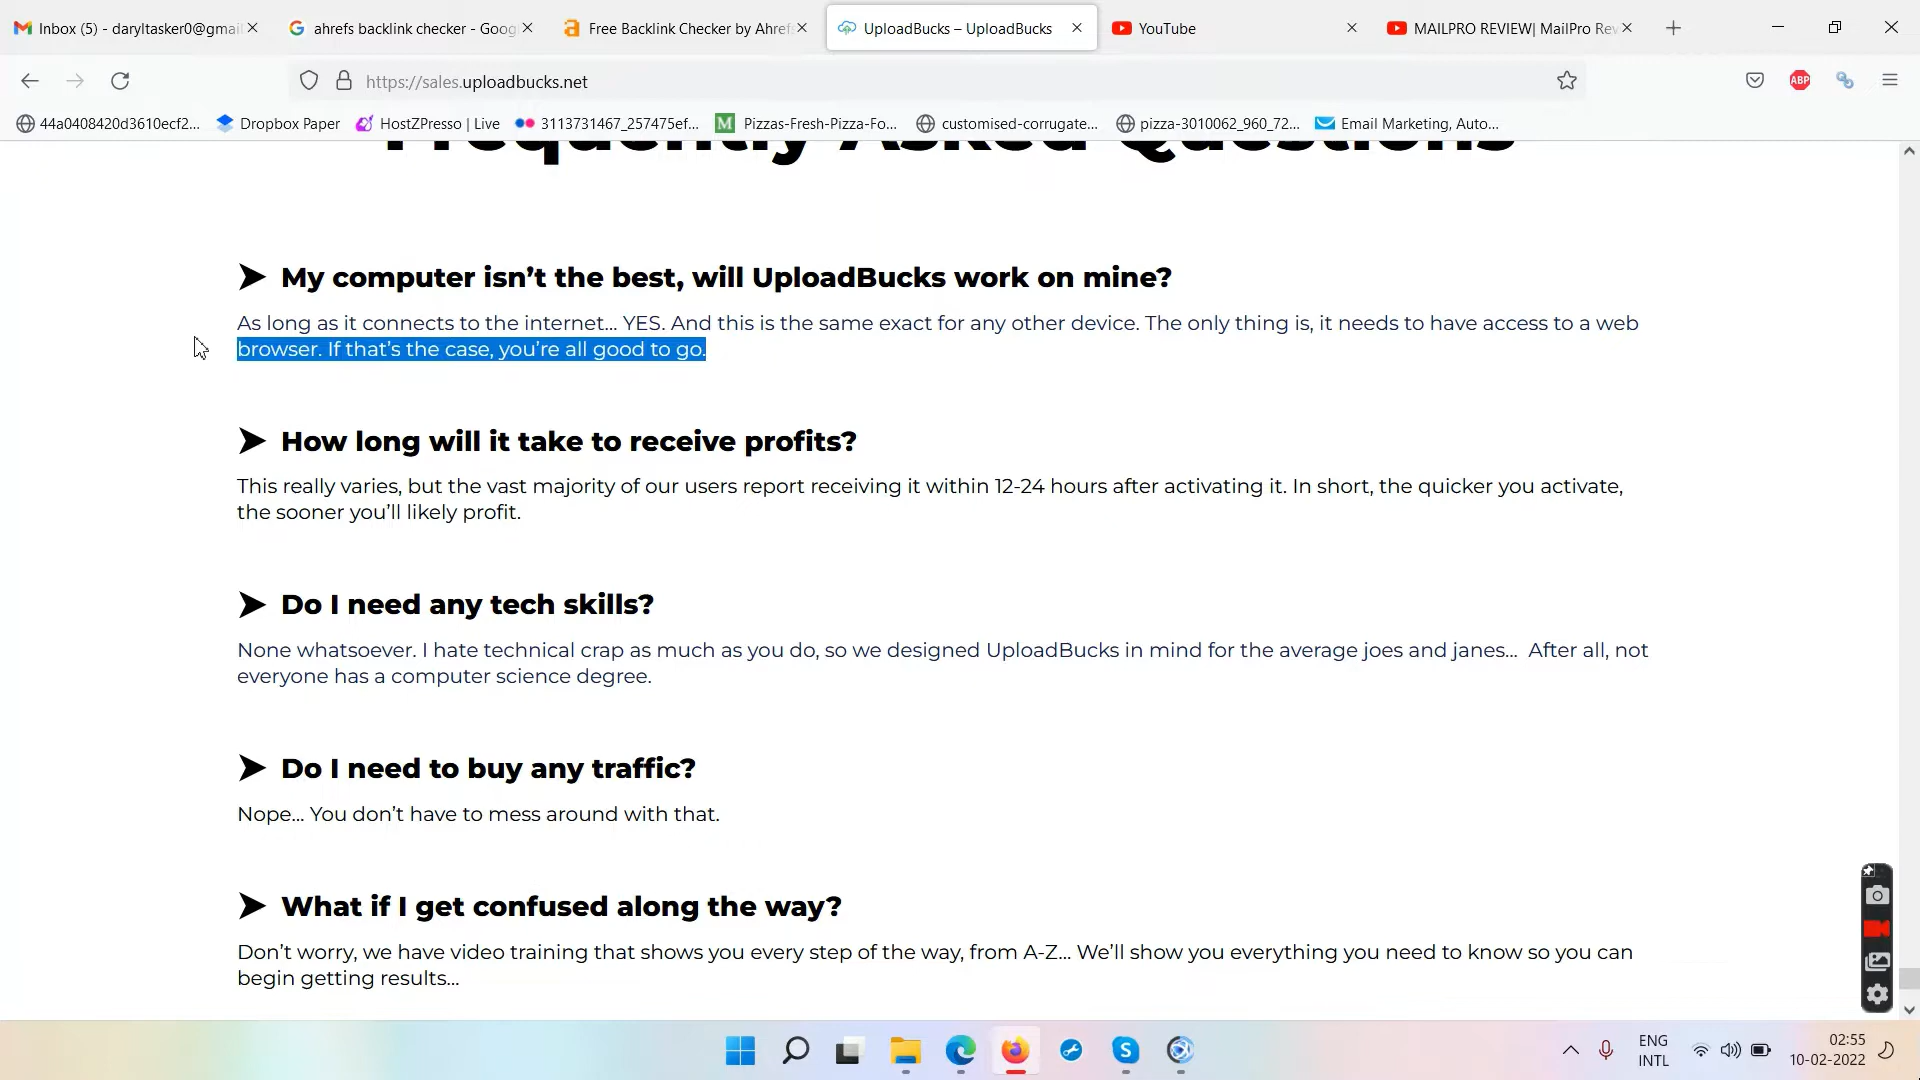 Inbox (5) - daryltasker0@gmai
ahrefs backlink checker - Goog
Free Backlink Checker by Ahref
UploadBucks – UploadBucks
YouTube
MAILPRO REVIEW| MailPro Rev
https://sales.uploadbucks.net
ABP
44a0408420d3610ecf2...
Dropbox Paper
HostZPresso | Live
3113731467_257475ef...
Pizzas-Fresh-Pizza-Fo...
customised-corrugate...
pizza-3010062_960_72...
Email Marketing, Auto...
Frequently Asked Questions
➤ My computer isn’t the best, will UploadBucks work on mine?
As long as it connects to the internet... YES. And this is the same exact for any other device. The only thing is, it needs to have access to a web
browser. If that’s the case, you’re all good to go.
➤ How long will it take to receive profits?
This really varies, but the vast majority of our users report receiving it within 12-24 hours after activating it. In short, the quicker you activate,
the sooner you’ll likely profit.
➤ Do I need any tech skills?
None whatsoever. I hate technical crap as much as you do, so we designed UploadBucks in mind for the average joes and janes... After all, not
everyone has a computer science degree.
➤ Do I need to buy any traffic?
Nope... You don’t have to mess around with that.
➤ What if I get confused along the way?
Don’t worry, we have video training that shows you every step of the way, from A-Z... We’ll show you everything you need to know so you can
begin getting results...
ENG
INTL
02:55
10-02-2022